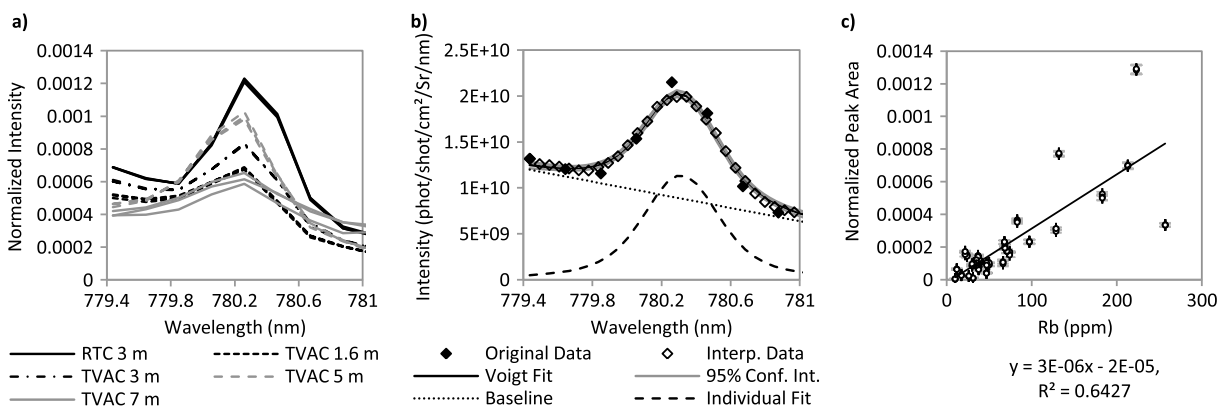 a)
Normalized Intensity
0.0014
0.0012
0.001
0.0008
0.0006
0.0004
0.0002
0
779.4 779.8 780.2 780.6 781
Wavelength (nm)
RTC 3 m
TVAC 1.6 m
TVAC 3 m
TVAC 5 m
TVAC 7 m
b)
Intensity (phot/shot/cm²/Sr/nm)
2.5E+10
2E+10
1.5E+10
1E+10
5E+09
0
779.4 779.8 780.2 780.6 781
Wavelength (nm)
Original Data
Interp. Data
Voigt Fit
95% Conf. Int.
Baseline
Individual Fit
c)
Normalized Peak Area
0.0014
0.0012
0.001
0.0008
0.0006
0.0004
0.0002
0
0 100 200 300
Rb (ppm)
y = 3E-06x - 2E-05,
R² = 0.6427